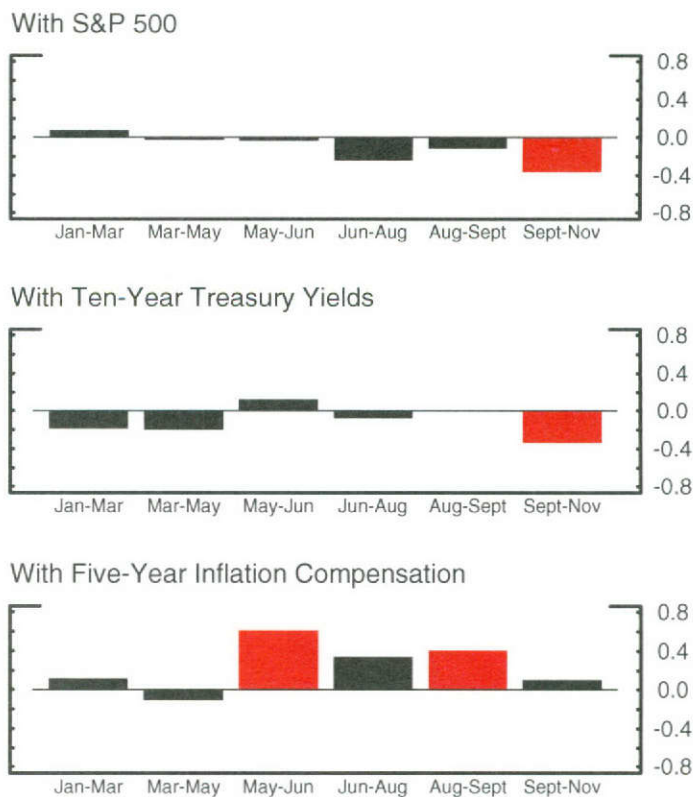 With S&P 500
0.8
0.4
0.0
-0.4
-0.8
Jan-Mar Mar-May May-Jun Jun-Aug Aug-Sept Sept-Nov
With Ten-Year Treasury Yields
0.8
0.4
0.0
-0.4
-0.8
Jan-Mar Mar-May May-Jun Jun-Aug Aug-Sept Sept-Nov
With Five-Year Inflation Compensation
0.8
0.4
0.0
-0.4
-0.8
Jan-Mar Mar-May May-Jun Jun-Aug Aug-Sept Sept-Nov